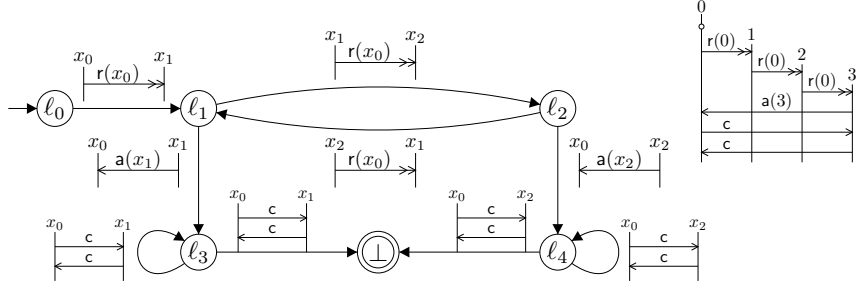 0
x₁ x₂
r(x₀)
x₀ x₁
r(x₀)
r(0) 1
r(0) 2
r(0) 3
a(3)
c
c
ℓ₀ ℓ₁ ℓ₂
x₀ x₁
a(x₁)
x₂ x₁
r(x₀)
x₀ x₂
a(x₂)
x₀ x₁
c
c
x₀ x₂
c
c
x₀ x₁
c
c
x₀ x₂
c
c
ℓ₃ ⊥ ℓ₄